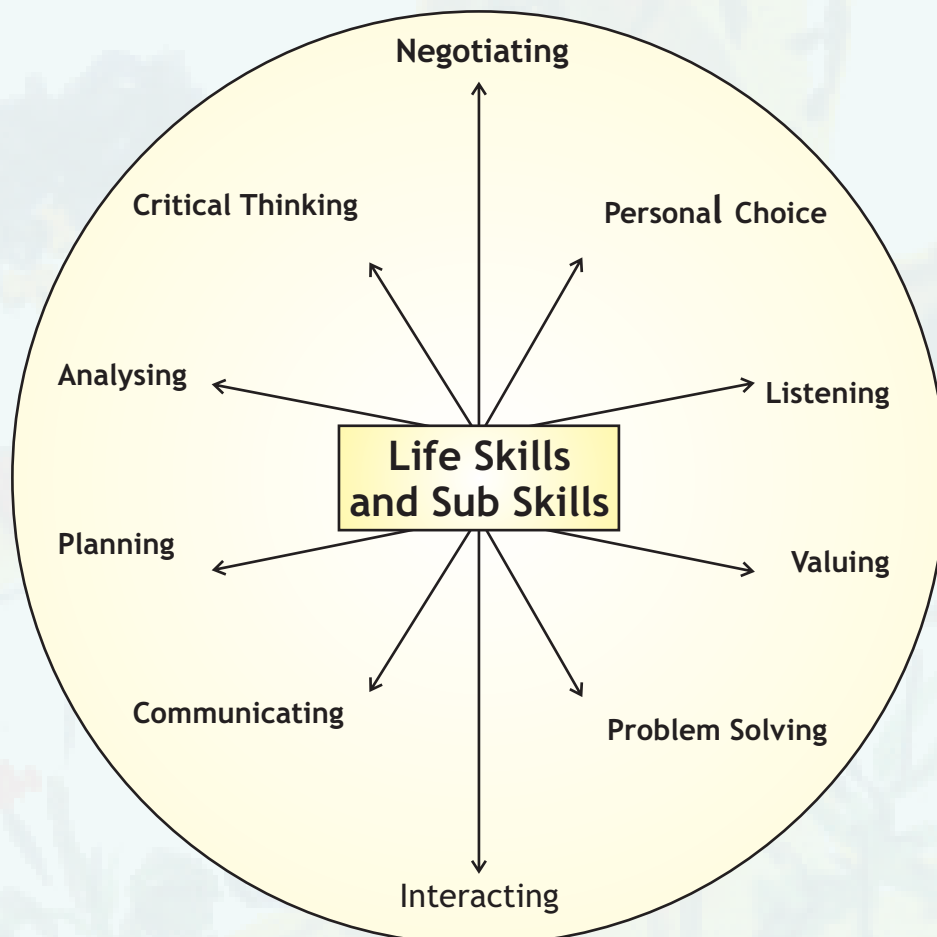 Negotiating
Critical Thinking
Personal Choice
Analysing
Listening
Life Skills
and Sub Skills
Planning
Valuing
Communicating
Problem Solving
Interacting